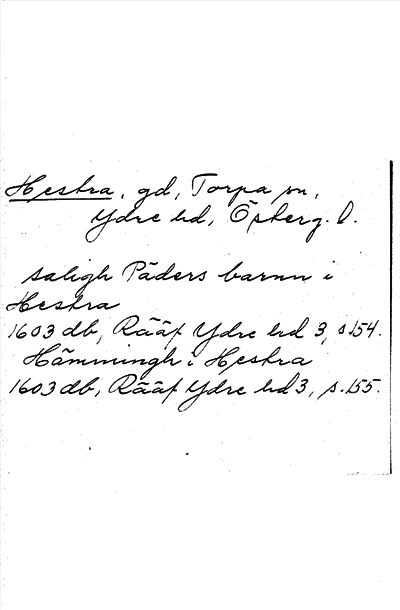 Hestra, gd, Torpa sn,
Ydre hd, Österg. l.
saligh Päders barnn i
Hestra
1603 db, Rääf Ydre hd 3, s.154.
Hämmingh i Hestra
1603 db, Rääf Ydre hd 3, s.155.